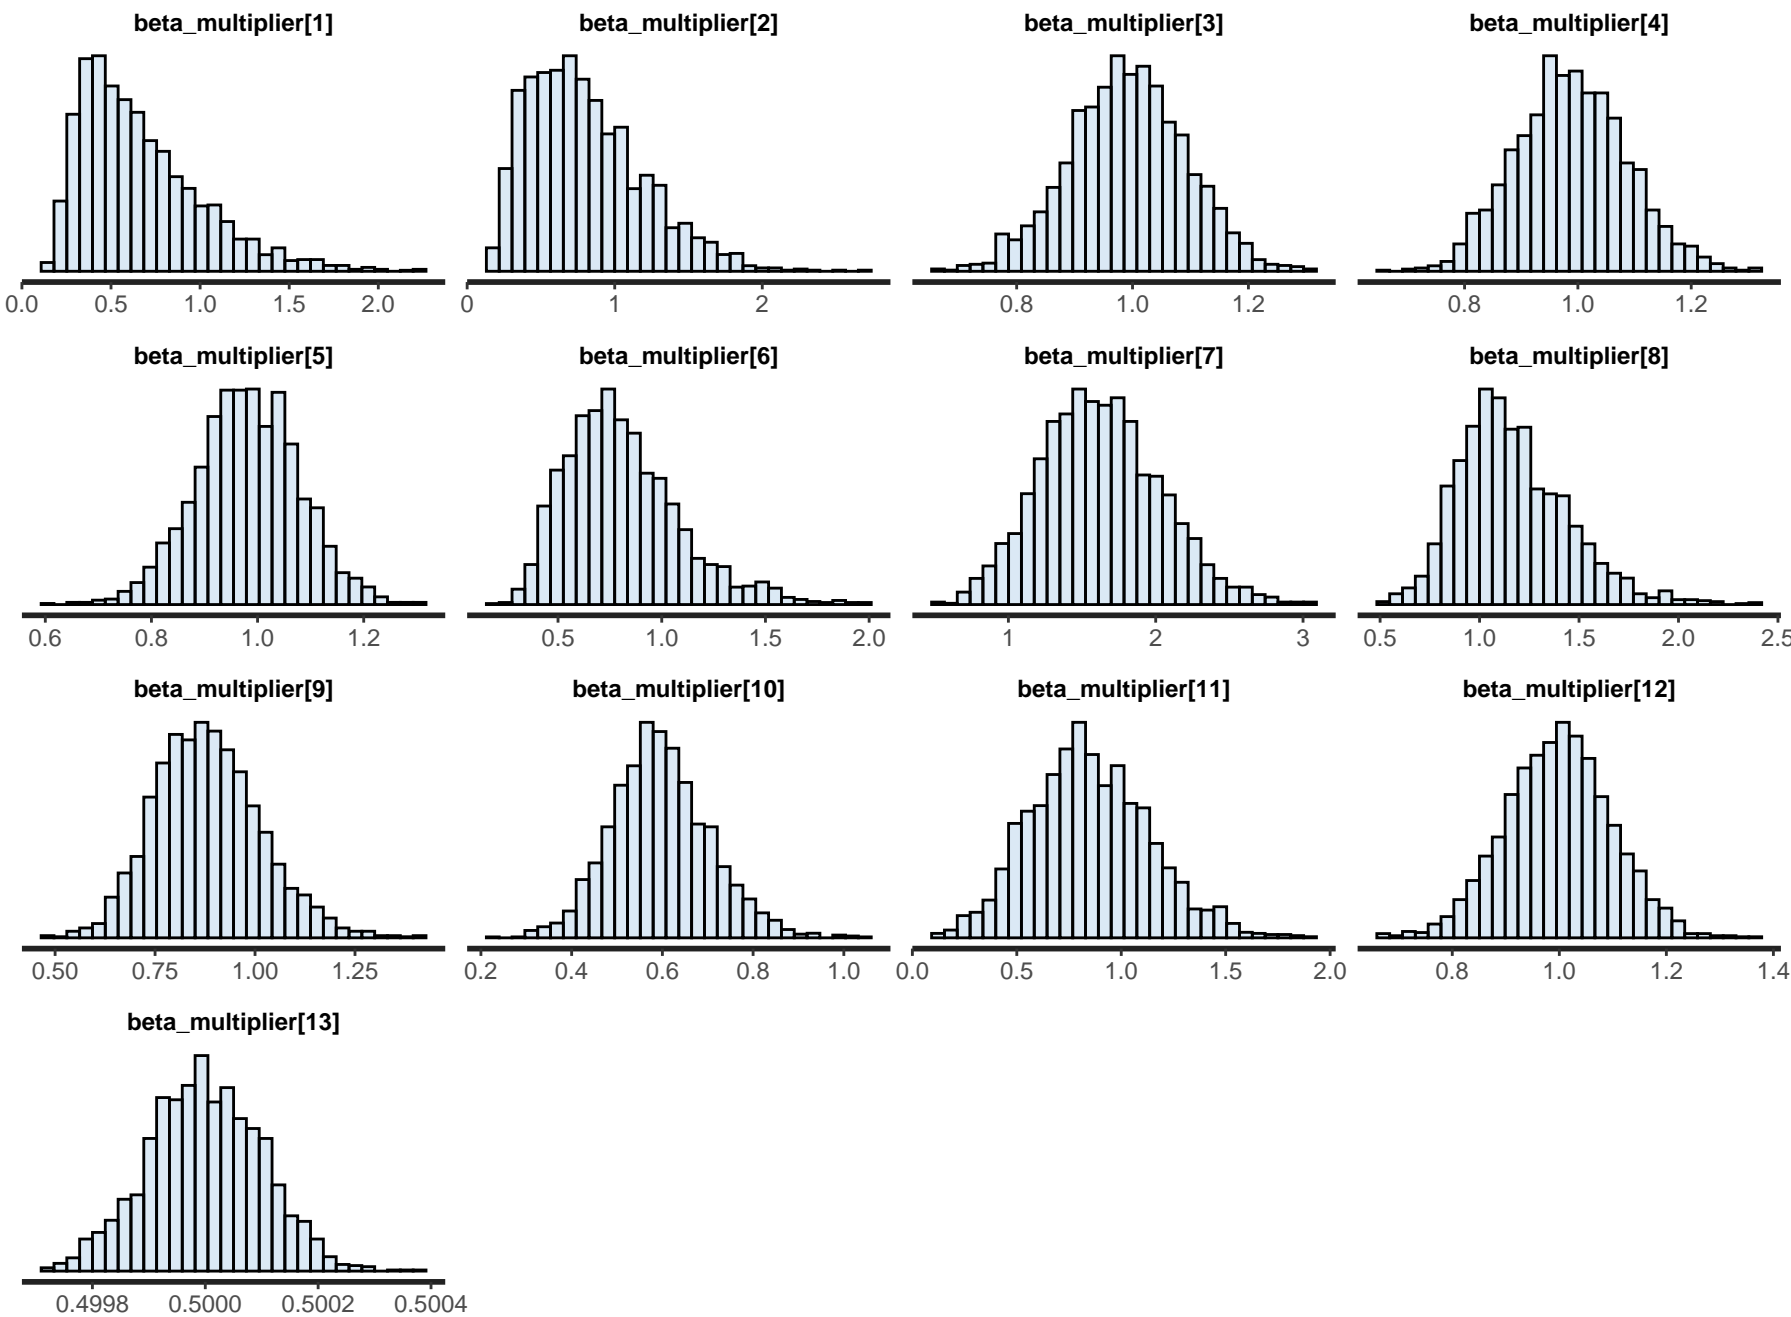 beta_multiplier[1] beta_multiplier[2] beta_multiplier[3] beta_multiplier[4]
0.0 0.5 1.0 1.5 2.0 0 1 2 0.8 1.0 1.2 0.8 1.0 1.2
beta_multiplier[5] beta_multiplier[6] beta_multiplier[7] beta_multiplier[8]
0.6 0.8 1.0 1.2 0.5 1.0 1.5 2.0 1 2 3 0.5 1.0 1.5 2.0 2.5
beta_multiplier[9] beta_multiplier[10] beta_multiplier[11] beta_multiplier[12]
0.50 0.75 1.00 1.25 0.2 0.4 0.6 0.8 1.0 0.0 0.5 1.0 1.5 2.0 0.8 1.0 1.2 1.4
beta_multiplier[13]
0.4998 0.5000 0.5002 0.5004